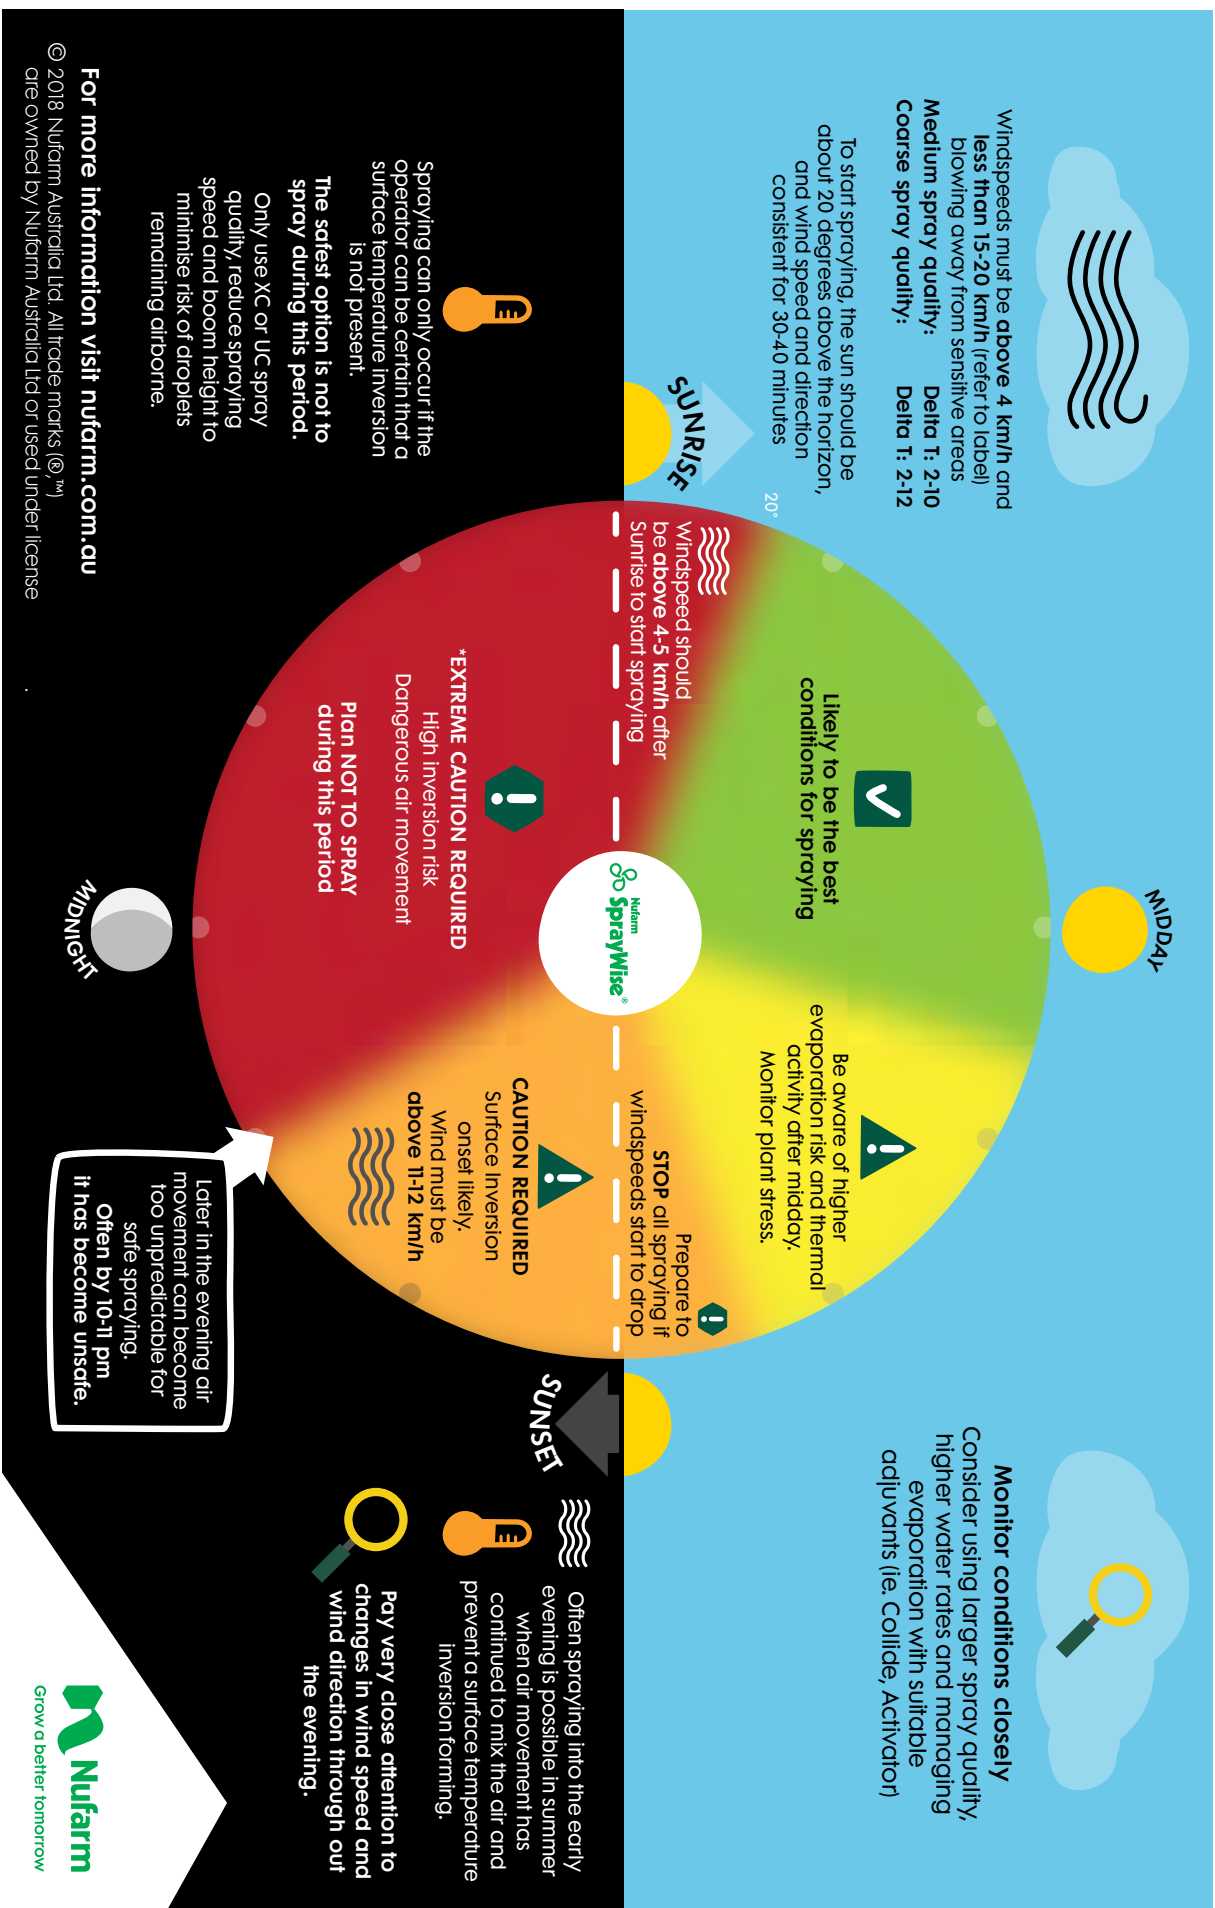 Windspeeds must be above 4 km/h and
less than 15-20 km/h (refer to label)
blowing away from sensitive areas
Medium spray quality: Delta T: 2-10
Coarse spray quality: Delta T: 2-12
To start spraying, the sun should be
about 20 degrees above the horizon,
and wind speed and direction
consistent for 30-40 minutes
SUNRISE
20°
MIDDAY
Likely to be the best
conditions for spraying
Be aware of higher
evaporation risk and thermal
activity after midday.
Monitor plant stress.
Monitor conditions closely
Consider using larger spray quality,
higher water rates and managing
evaporation with suitable
adjuvants (ie. Collide, Activator)
Windspeed should
be above 4-5 km/h after
Sunrise to start spraying
Nufarm
SprayWise®
Prepare to
STOP all spraying if
windspeeds start to drop
SUNSET
Spraying can only occur if the
operator can be certain that a
surface temperature inversion
is not present.
The safest option is not to
spray during this period.
Only use XC or UC spray
quality, reduce spraying
speed and boom height to
minimise risk of droplets
remaining airborne.
*EXTREME CAUTION REQUIRED
High inversion risk
Dangerous air movement
Plan NOT TO SPRAY
during this period
CAUTION REQUIRED
Surface Inversion
onset likely.
Wind must be
above 11-12 km/h
Often spraying into the early
evening is possible in summer
when air movement has
continued to mix the air and
prevent a surface temperature
inversion forming.
Pay very close attention to
changes in wind speed and
wind direction through out
the evening.
MIDNIGHT
Later in the evening air
movement can become
too unpredictable for
safe spraying.
Often by 10-11 pm
it has become unsafe.
For more information visit nufarm.com.au
© 2018 Nufarm Australia Ltd. All trade marks (®,™)
are owned by Nufarm Australia Ltd or used under license .
Nufarm
Grow a better tomorrow